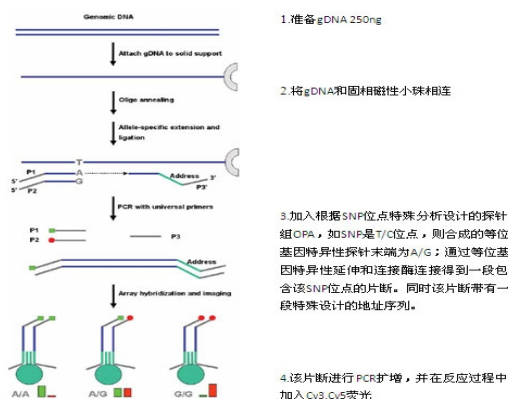 Genomic DNA
Attach gDNA to solid support
Oligo annealing
Allele-specific extension and
ligation
T
P1
A
Address
3'
5'
G
P3'
5'
P2
PCR with universal primers
P1
P2
P3
Address
Array hybridization and imaging
A/A
A/G
G/G
1.准备gDNA 250ng
2.将gDNA和固相磁性小珠相连
3.加入根据SNP位点特殊分析设计的探针
组OPA，如SNP是T/C位点，则合成的等位
基因特异性探针末端为A/G；通过等位基
因特异性延伸和连接酶连接得到一段包
含该SNP位点的片断。同时该片断带有一
段特殊设计的地址序列。
4.该片断进行PCR扩增，并在反应过程中
加入Cy3,Cy5荧光